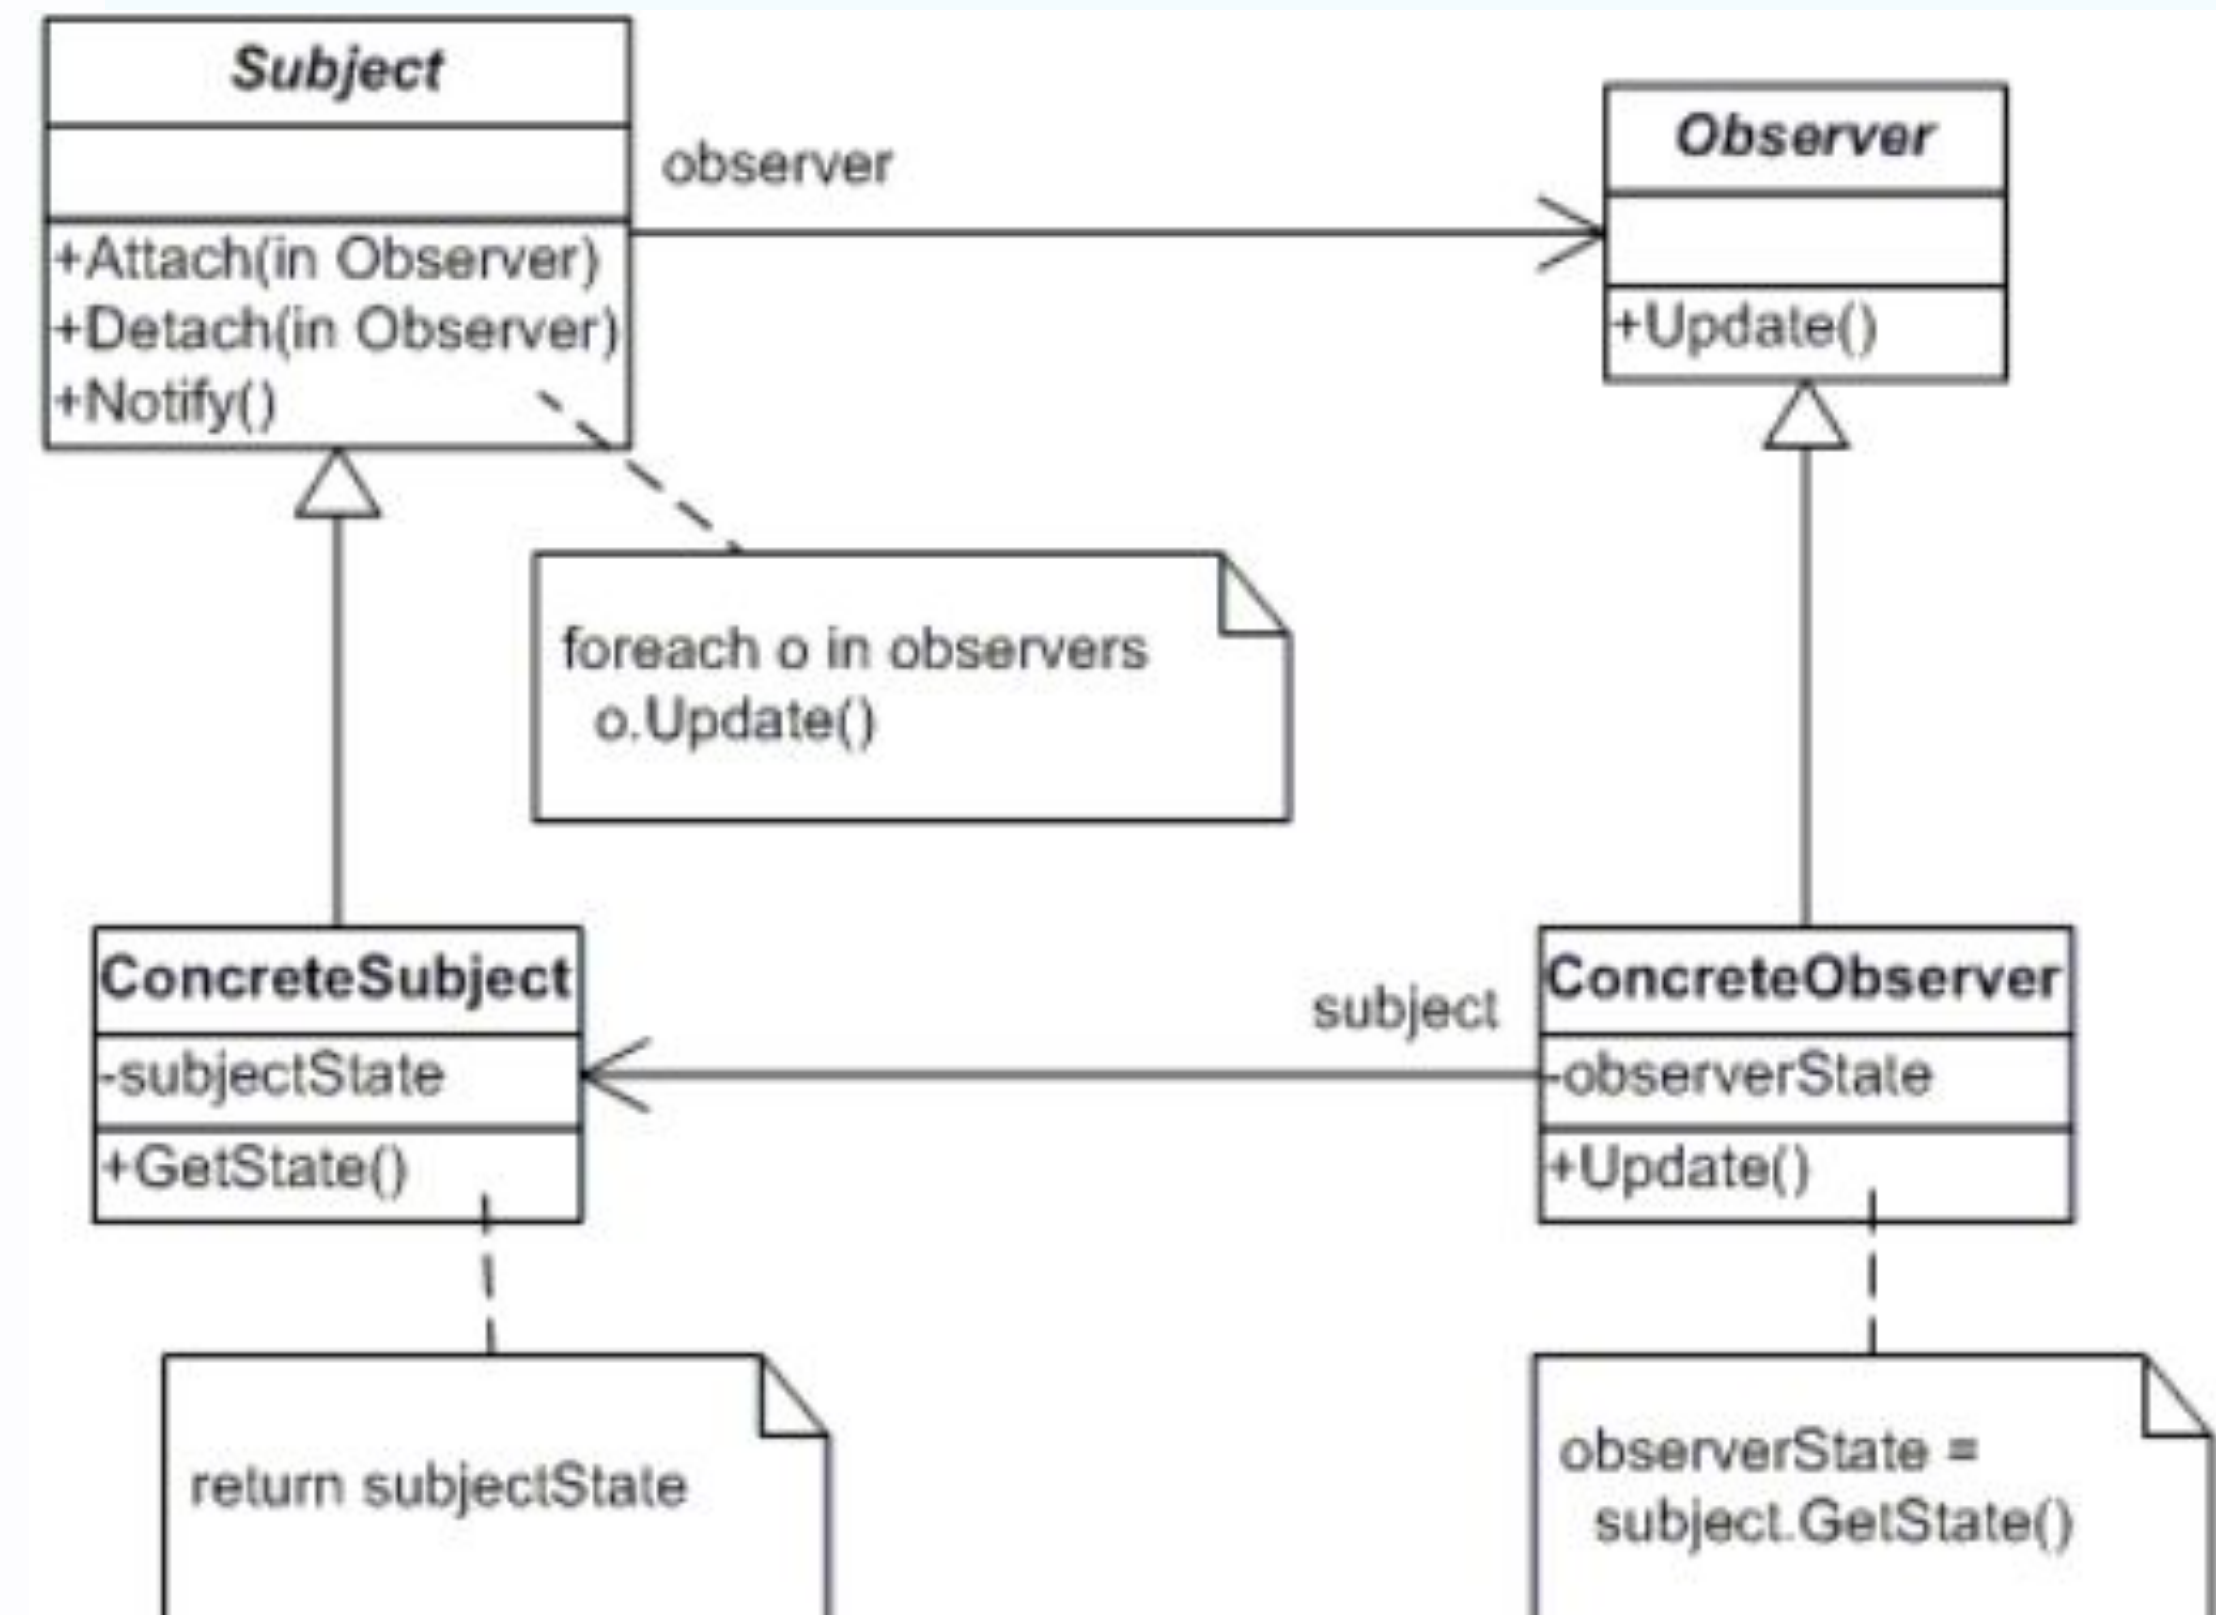 Subject
+Attach(in Observer)
+Detach(in Observer)
+Notify()
observer
Observer
+Update()
foreach o in observers
o.Update()
ConcreteSubject
-subjectState
+GetState()
subject
ConcreteObserver
-observerState
+Update()
return subjectState
observerState =
subject.GetState()